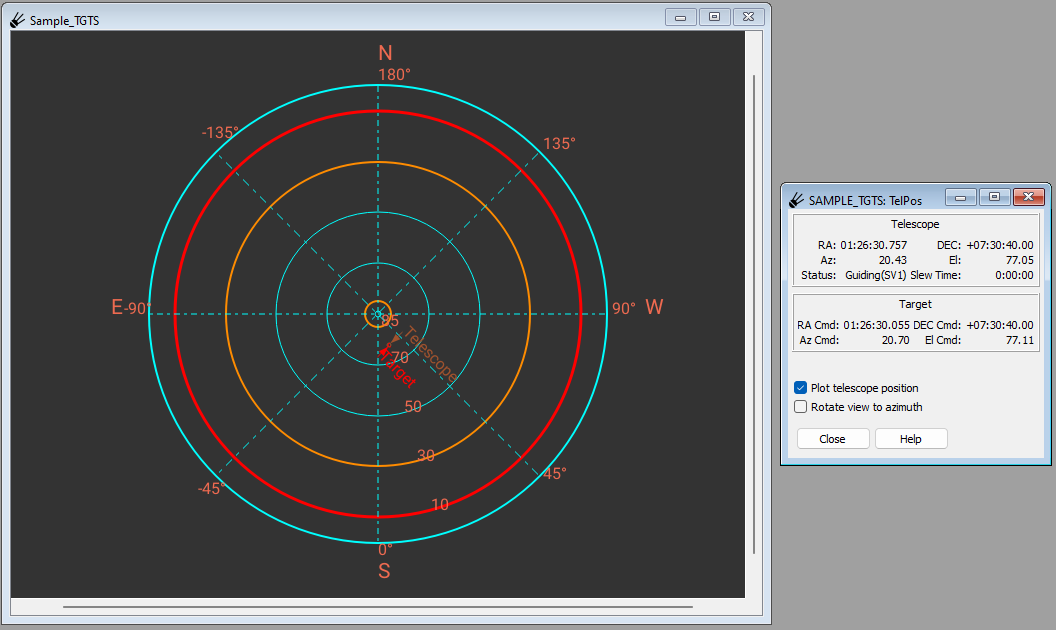 Sample_TGTS
N
180°
-135°
135°
E
-90°
90°
W
85
Telescope
Target
70
50
30
10
-45°
45°
0°
S
SAMPLE_TGTS: TelPos
Telescope
RA: 01:26:30.757 DEC: +07:30:40.00
Az: 20.43 El: 77.05
Status: Guiding(SV1) Slew Time: 0:00:00
Target
RA Cmd: 01:26:30.055 DEC Cmd: +07:30:40.00
Az Cmd: 20.70 El Cmd: 77.11
Plot telescope position
Rotate view to azimuth
Close Help